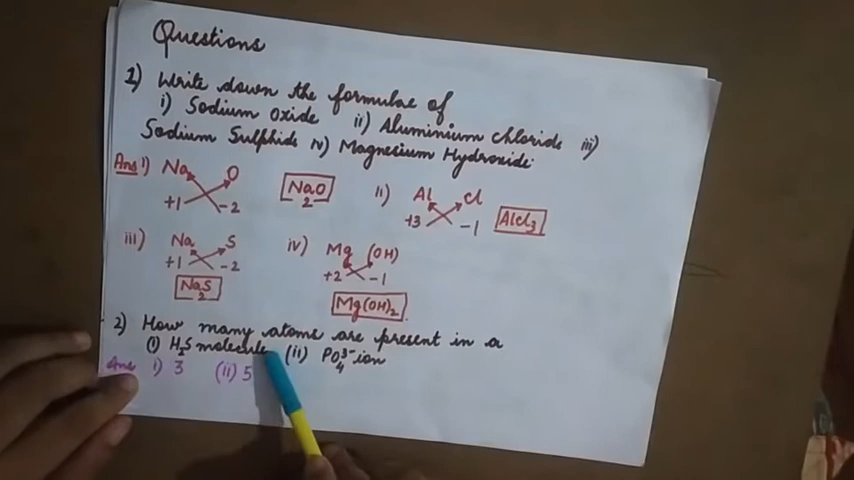 Questions
1) Write down the formulae of
i) Sodium Oxide ii) Aluminium chloride iii)
Sodium Sulphide iv) Magnesium Hydroxide.
Ans i) Na O
+1 -2
Na₂O
ii) Al Cl
+3 -1
AlCl₃
iii) Na S
+1 -2
Na₂S
iv) Mg (OH)
+2 -1
Mg(OH)₂.
2) How many atoms are present in a
(i) H₂S molecule (ii) PO₄³⁻ ion
Ans i) 3 (ii) 5